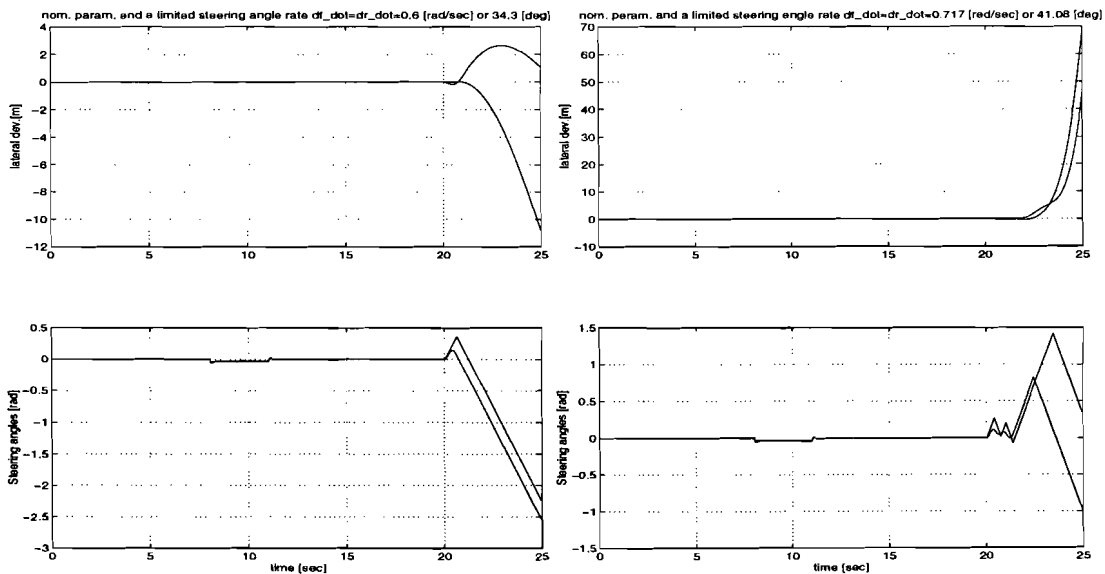 nom. param. and a limited steering angle rate df_dot=dr_dot=0.6 [rad/sec] or 34.3 [deg]
4
2
0
−2
−4
−6
−8
−10
−12
lateral dev.[m]
0 5 10 15 20 25
nom. param. and a limited steering angle rate df_dot=dr_dot=0.717 [rad/sec] or 41.08 [deg]
70
60
50
40
30
20
10
0
−10
lateral dev.[m]
0 5 10 15 20 25
0.5
0
−0.5
−1
−1.5
−2
−2.5
−3
Steering angles [rad]
0 5 10 15 20 25
time [sec]
1.5
1
0.5
0
−0.5
−1
−1.5
Steering angles [rad]
0 5 10 15 20 25
time [sec]